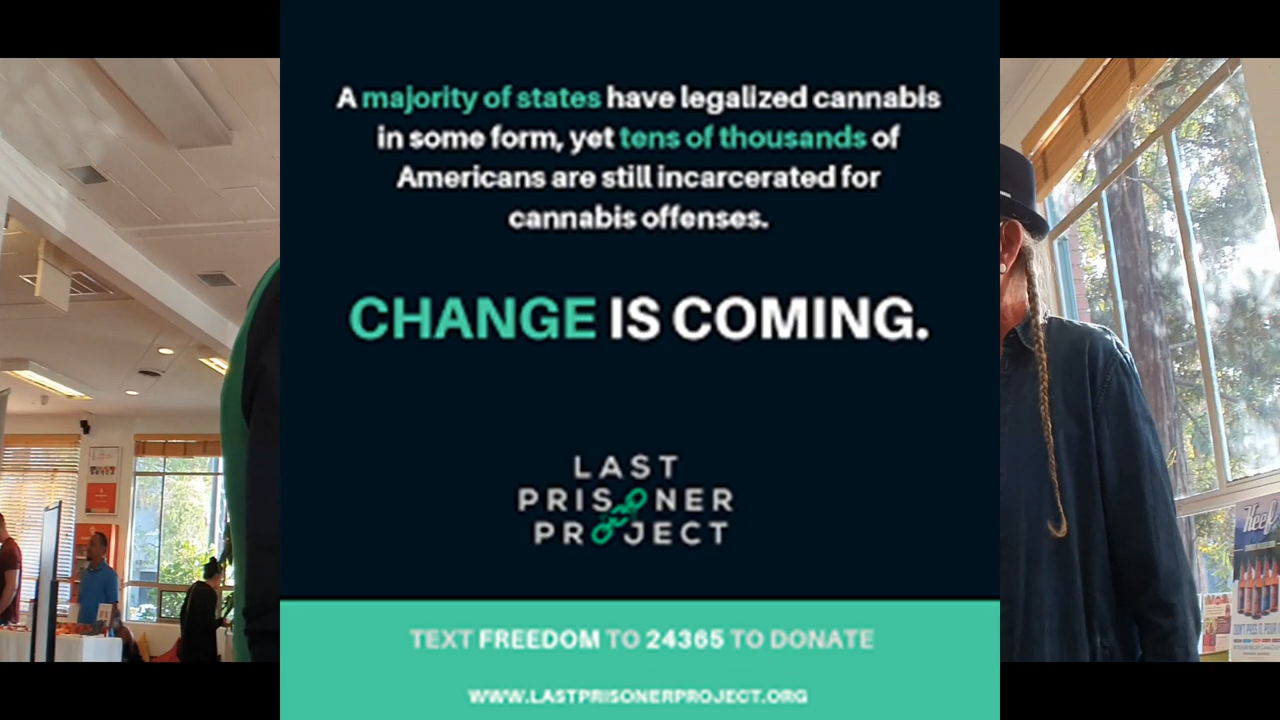 A majority of states have legalized cannabis
in some form, yet tens of thousands of
Americans are still incarcerated for
cannabis offenses.
CHANGE IS COMING.
LAST
PRISONER
PROJECT
TEXT FREEDOM TO 24365 TO DONATE
WWW.LASTPRISONERPROJECT.ORG
Keef